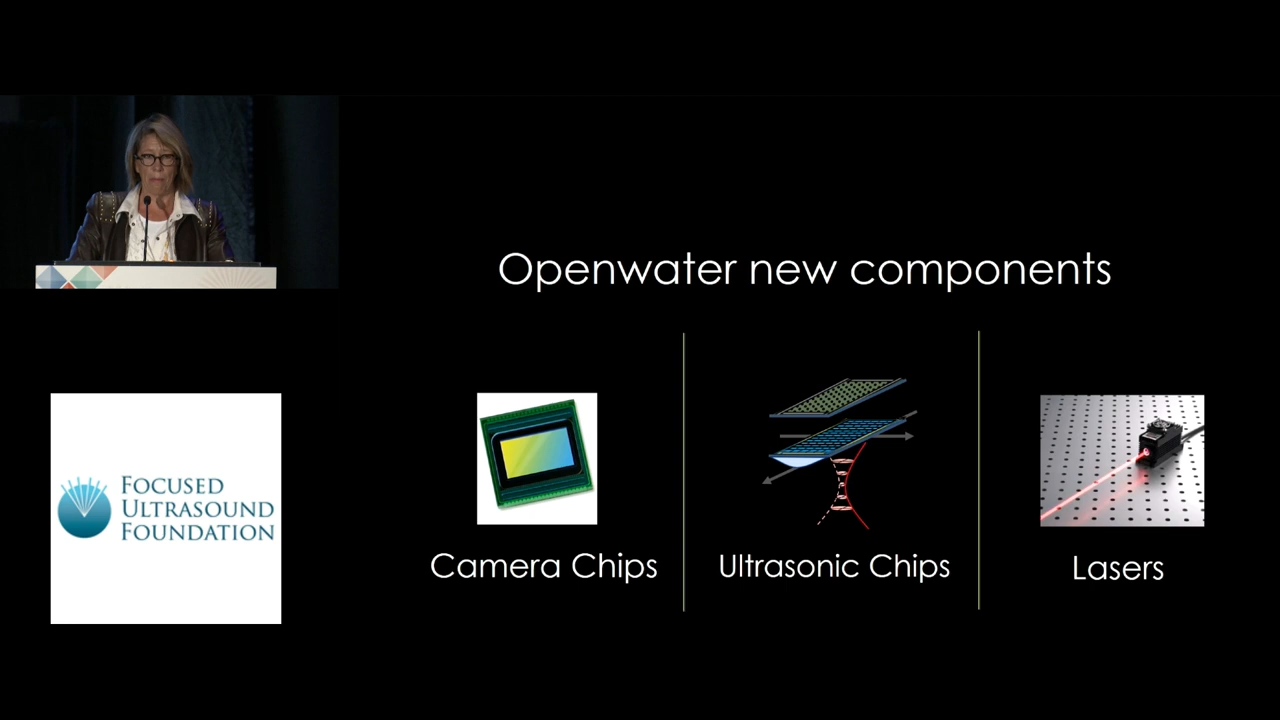 Openwater new components
FOCUSED
ULTRASOUND
FOUNDATION
Camera Chips
Ultrasonic Chips
Lasers